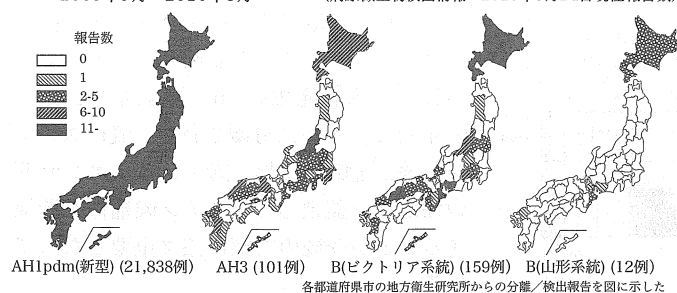 報告数
0
1
2-5
6-10
11-
AH1pdm(新型) (21,838例)
AH3 (101例)
B(ビクトリア系統) (159例)
B(山形系統) (12例)
各都道府県市の地方衛生研究所からの分離／検出報告を図に示した